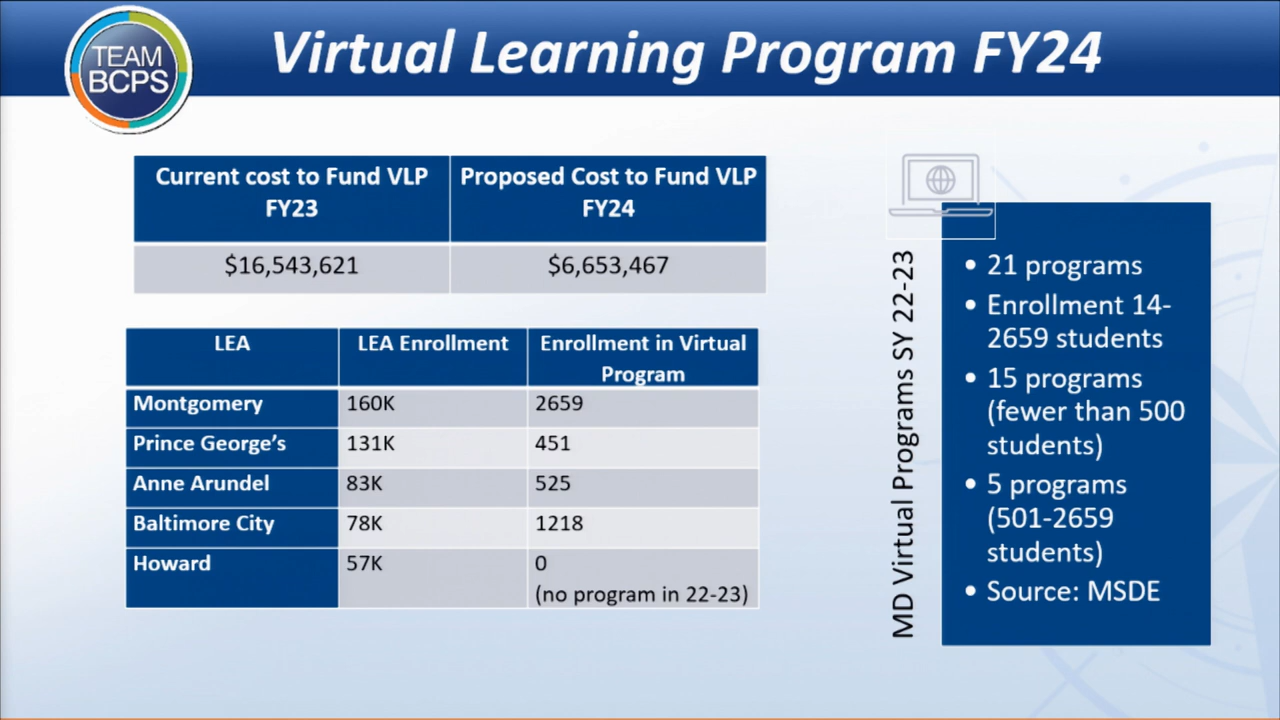 TEAM
BCPS
Virtual Learning Program FY24
Current cost to Fund VLP
FY23
Proposed Cost to Fund VLP
FY24
$16,543,621
$6,653,467
LEA
LEA Enrollment
Enrollment in Virtual
Program
Montgomery
160K
2659
Prince George’s
131K
451
Anne Arundel
83K
525
Baltimore City
78K
1218
Howard
57K
0
(no program in 22-23)
MD Virtual Programs SY 22-23
• 21 programs
• Enrollment 14-
2659 students
• 15 programs
(fewer than 500
students)
• 5 programs
(501-2659
students)
• Source: MSDE